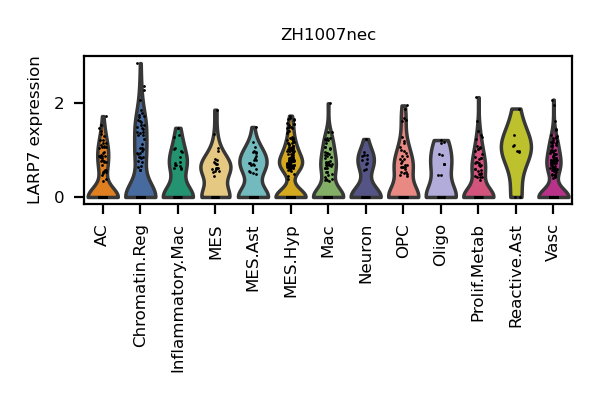 ZH1007nec
LARP7 expression
2
0
AC
Chromatin.Reg
Inflammatory.Mac
MES
MES.Ast
MES.Hyp
Mac
Neuron
OPC
Oligo
Prolif.Metab
Reactive.Ast
Vasc